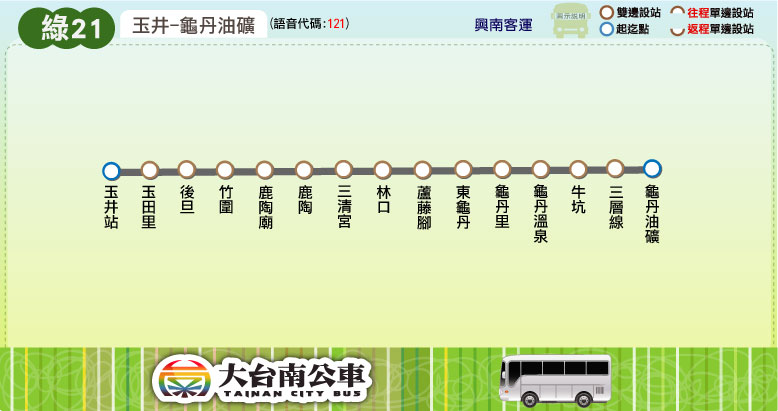 綠21
玉井-龜丹油礦
(語音代碼:121)
興南客運
圖示說明
雙邊設站
往程單邊設站
起迄點
返程單邊設站
玉井站
玉田里
後旦
竹圍
鹿陶廟
鹿陶
三清宮
林口
蘆藤腳
東龜丹
龜丹里
龜丹溫泉
牛坑
三層線
龜丹油礦
大台南公車
TAINAN CITY BUS